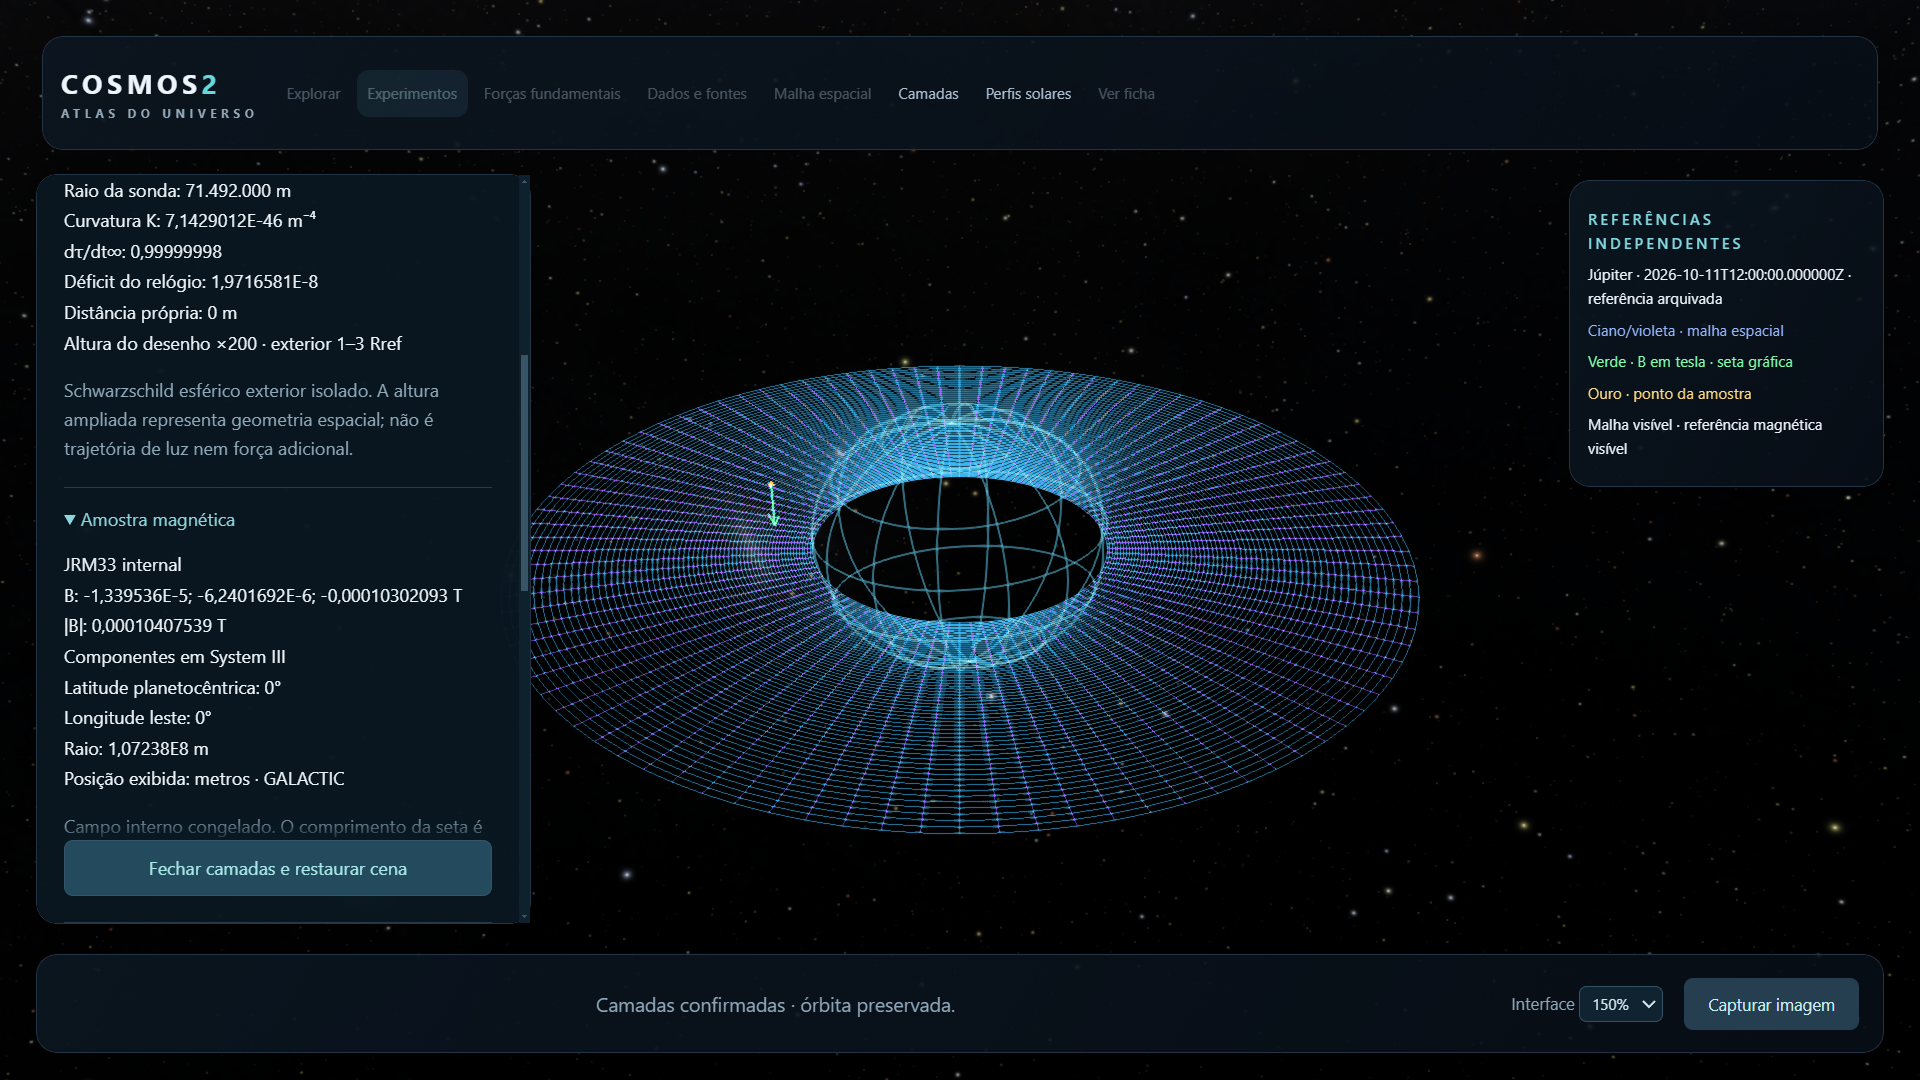 COSMOS2
ATLAS DO UNIVERSO
Explorar
Experimentos
Forças fundamentais
Dados e fontes
Malha espacial
Camadas
Perfis solares
Ver ficha
Raio da sonda: 71.492.000 m
Curvatura K: 7,1429012E-46 m⁻⁴
dτ/dt∞: 0,99999998
Déficit do relógio: 1,9716581E-8
Distância própria: 0 m
Altura do desenho ×200 · exterior 1–3 Rref
Schwarzschild esférico exterior isolado. A altura
ampliada representa geometria espacial; não é
trajetória de luz nem força adicional.
▼ Amostra magnética
JRM33 internal
B: -1,339536E-5; -6,2401692E-6; -0,00010302093 T
|B|: 0,00010407539 T
Componentes em System III
Latitude planetocêntrica: 0°
Longitude leste: 0°
Raio: 1,07238E8 m
Posição exibida: metros · GALACTIC
Campo interno congelado. O comprimento da seta é
Fechar camadas e restaurar cena
REFERÊNCIAS
INDEPENDENTES
Júpiter · 2026-10-11T12:00:00.000000Z ·
referência arquivada
Ciano/violeta · malha espacial
Verde · B em tesla · seta gráfica
Ouro · ponto da amostra
Malha visível · referência magnética
visível
Camadas confirmadas · órbita preservada.
Interface
150%
Capturar imagem